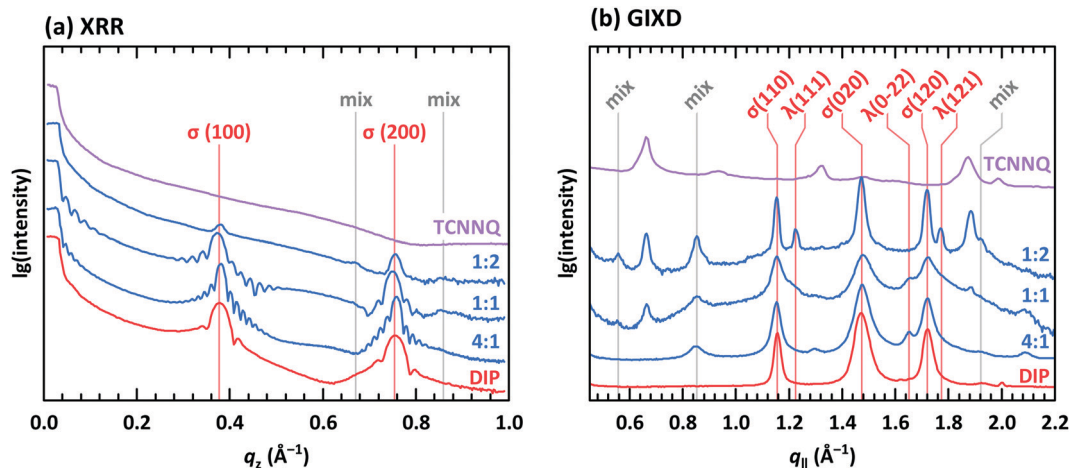 (a) XRR
lg(intensity)
mix
mix
σ (100)
σ (200)
TCNNQ
1:2
1:1
4:1
DIP
0.0 0.2 0.4 0.6 0.8 1.0
qz (Å⁻¹)
(b) GIXD
lg(intensity)
mix
mix
σ(110)
λ(111)
σ(020)
λ(0-22)
σ(120)
λ(121)
mix
TCNNQ
1:2
1:1
4:1
DIP
0.6 0.8 1.0 1.2 1.4 1.6 1.8 2.0 2.2
q|| (Å⁻¹)